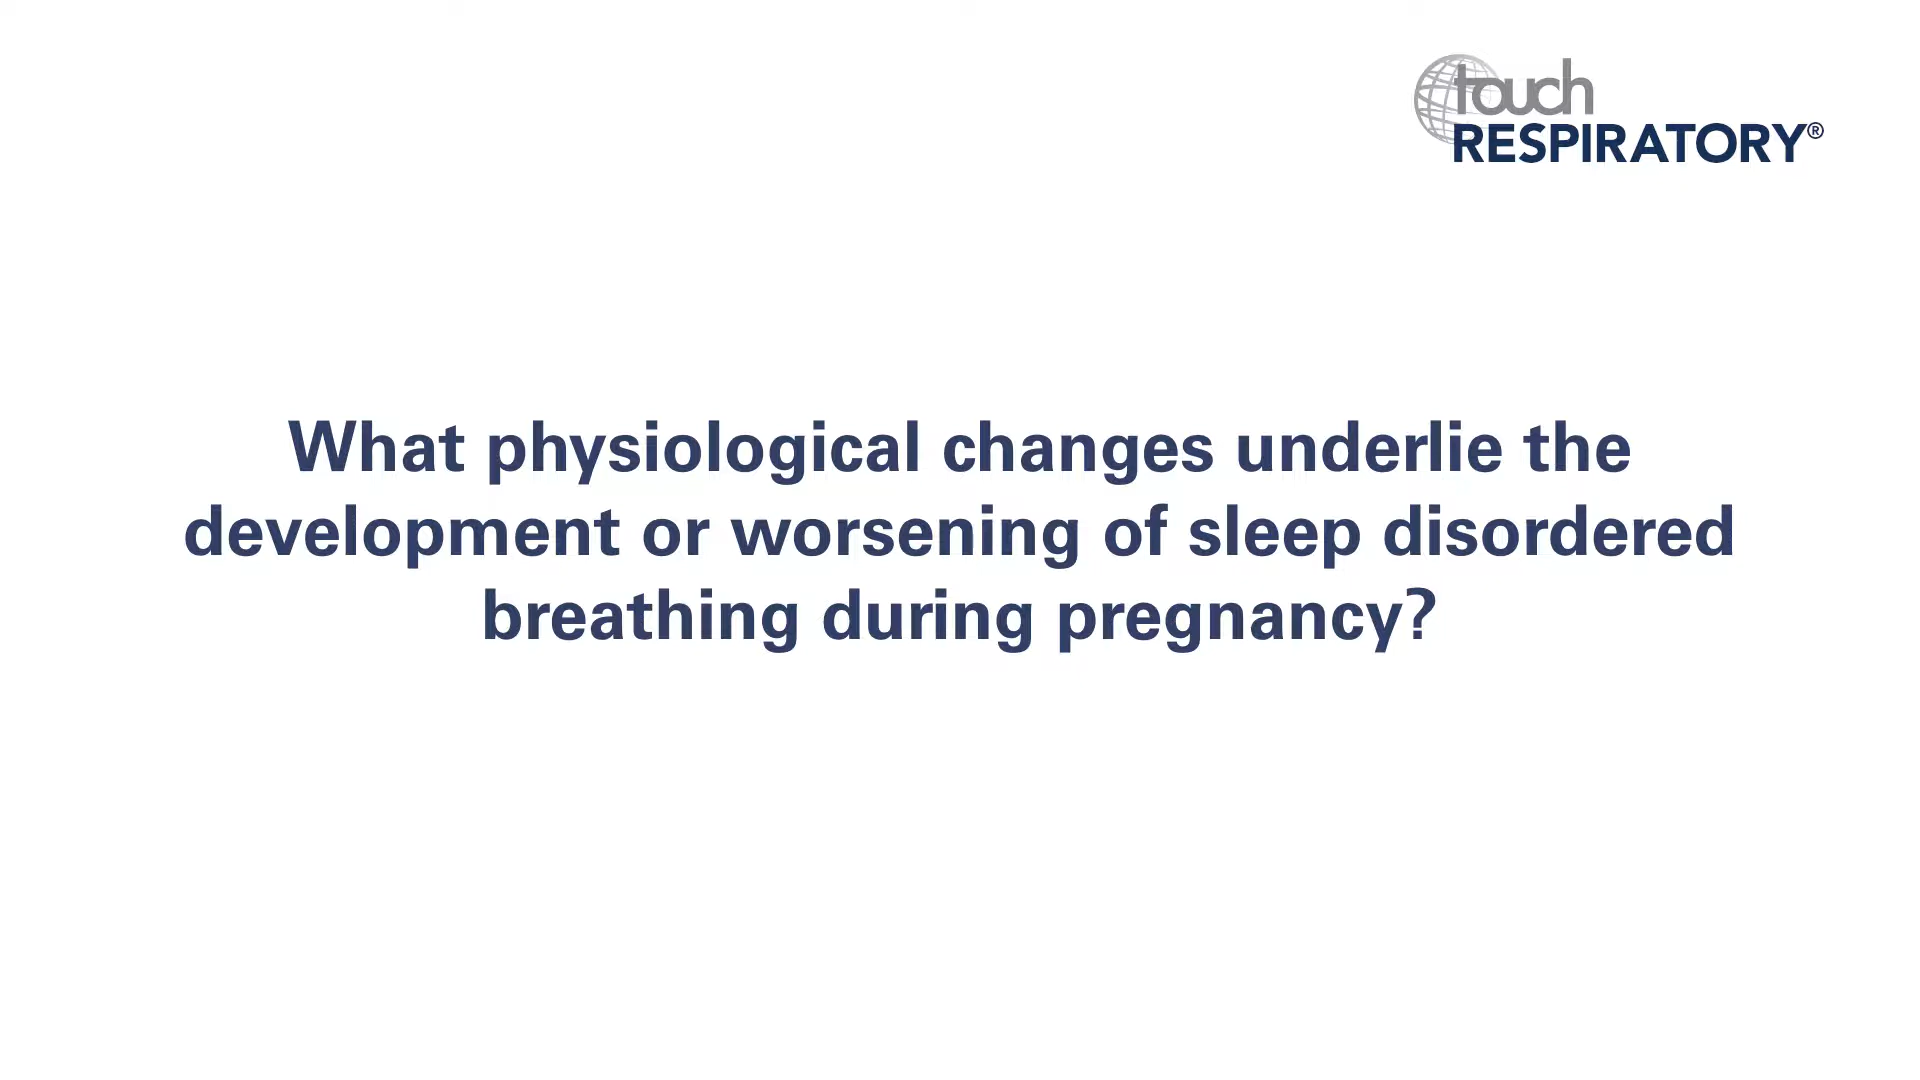 touch
RESPIRATORY®
What physiological changes underlie the
development or worsening of sleep disordered
breathing during pregnancy?